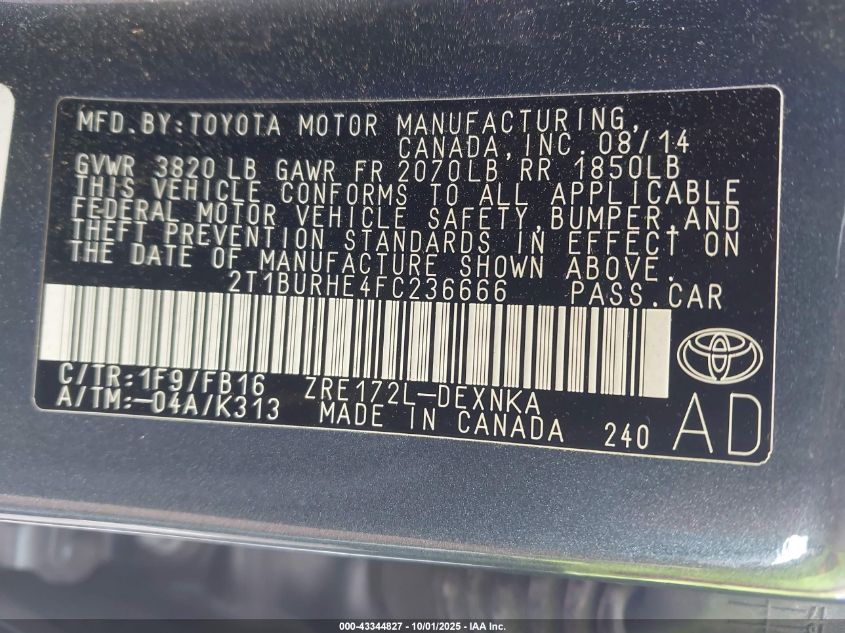 MFD.BY:TOYOTA MOTOR MANUFACTURING,
CANADA,INC. 08/14
GVWR 3820 LB GAWR FR 2070LB RR 1850LB
THIS VEHICLE CONFORMS TO ALL APPLICABLE
FEDERAL MOTOR VEHICLE SAFETY,BUMPER,AND
THEFT PREVENTION STANDARDS IN EFFECT ON
THE DATE OF MANUFACTURE SHOWN ABOVE.
2T1BURHE4FC236666 PASS.CAR
C/TR:1F9/FB16 ZRE172L-DEXNKA
A/TM:-04A/K313 MADE IN CANADA 240 AD
000-43344827 - 10/01/2025 - IAA Inc.